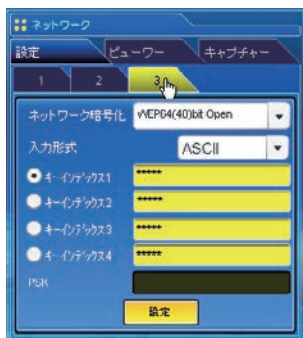 ネットワーク
設定 ビューワー キャプチャー
1 2 3
ネットワーク暗号化 WEP64(40)bit Open
入力形式 ASCII
キーインデックス1 *****
キーインデックス2 *****
キーインデックス3 *****
キーインデックス4 *****
PSK
設定